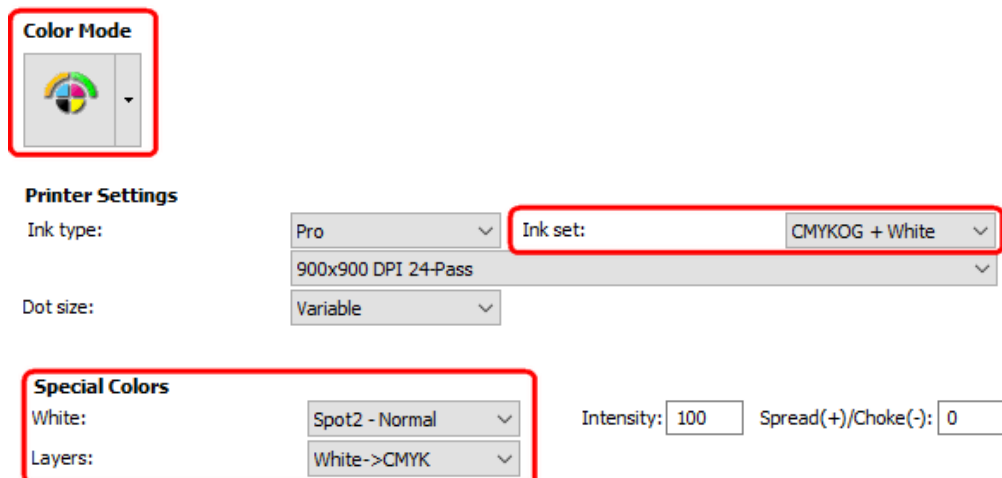 Color Mode
Printer Settings
Ink type: Pro Ink set: CMYKOG + White
900x900 DPI 24-Pass
Dot size: Variable
Special Colors
White: Spot2 - Normal Intensity: 100 Spread(+)/Choke(-): 0
Layers: White->CMYK